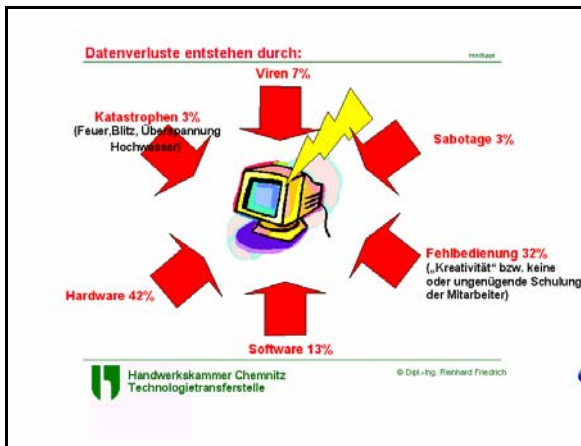 Datenverluste entstehen durch:
Viren 7%
Katastrophen 3%
(Feuer,Blitz, Überspannung
Hochwasser)
Sabotage 3%
Fehlbedienung 32%
(„Kreativität“ bzw. keine
oder ungenügende Schulung
der Mitarbeiter)
Hardware 42%
Software 13%
Handwerkskammer Chemnitz
Technologietransferstelle
© Dipl.-Ing. Reinhard Friedrich